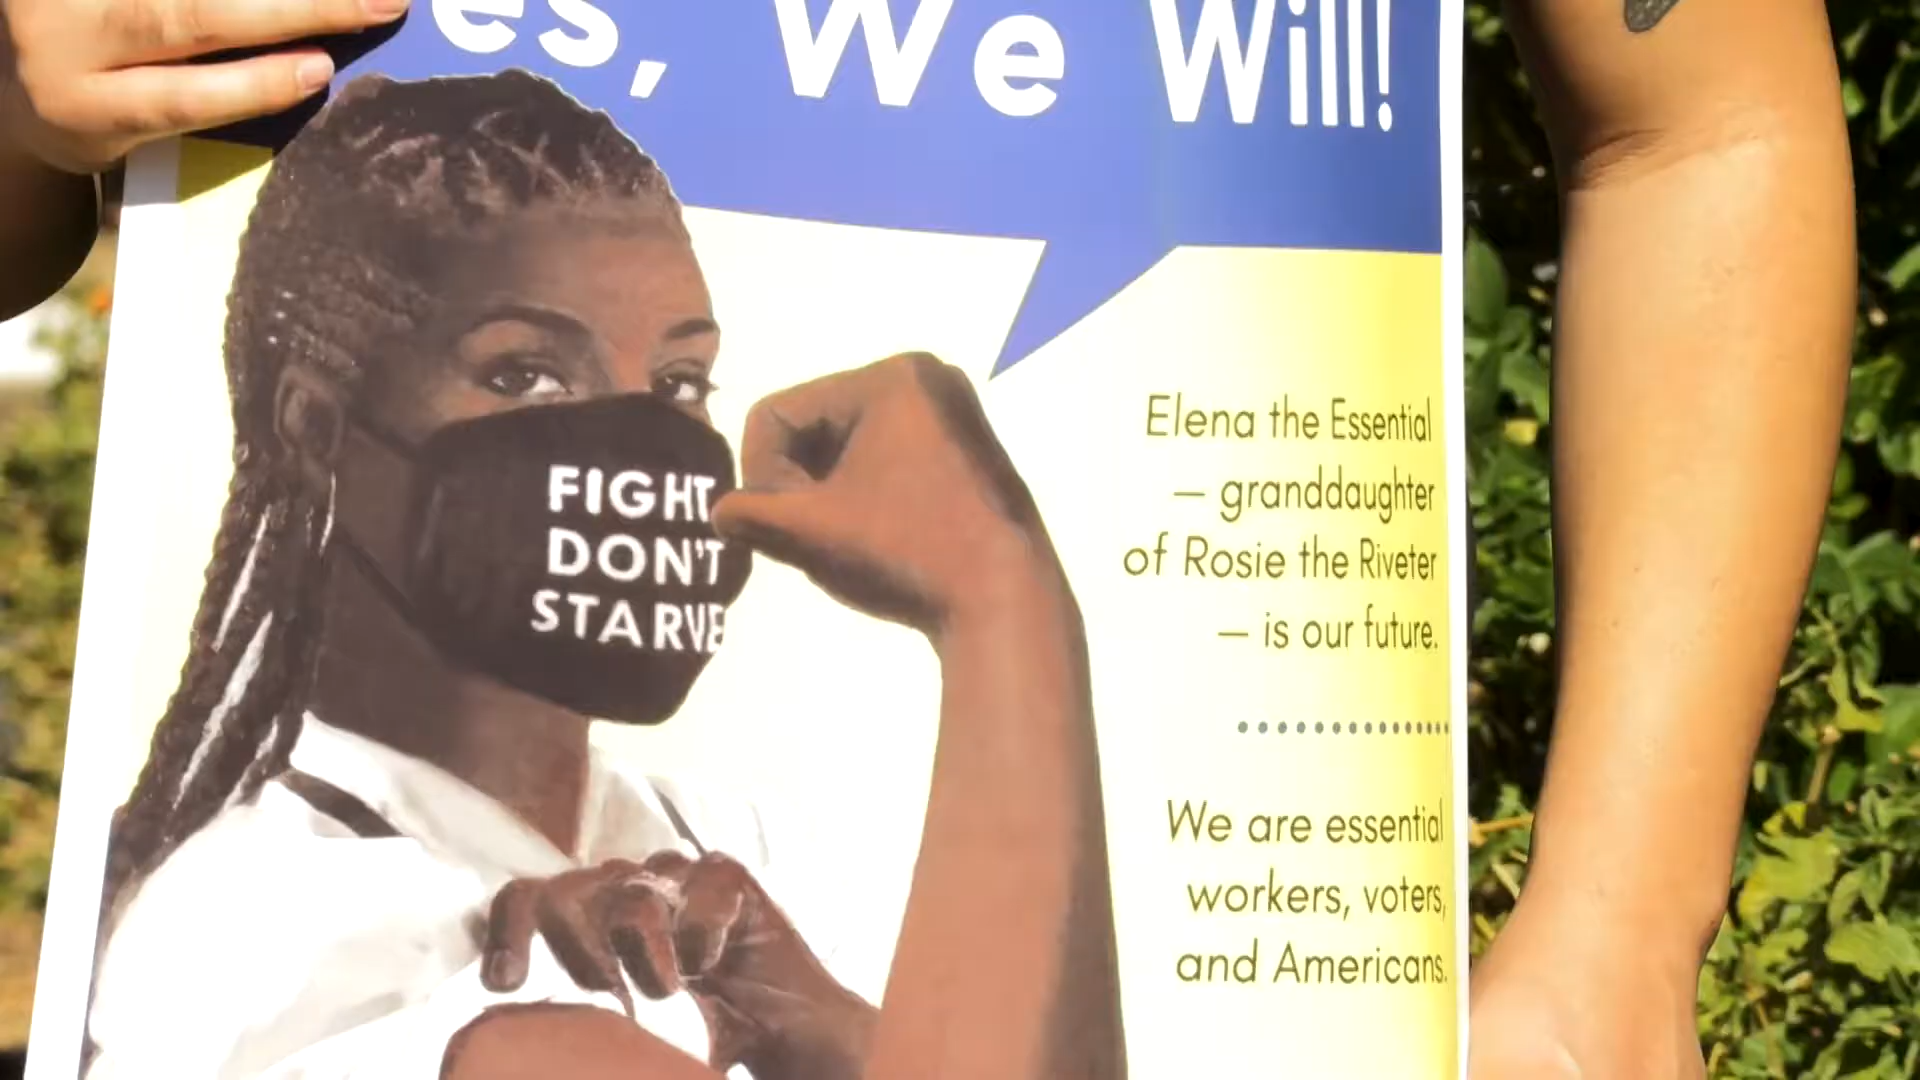 es, We Will!
FIGHT
DON'T
STARVE
Elena the Essential
— granddaughter
of Rosie the Riveter
— is our future.
We are essential
workers, voters,
and Americans.